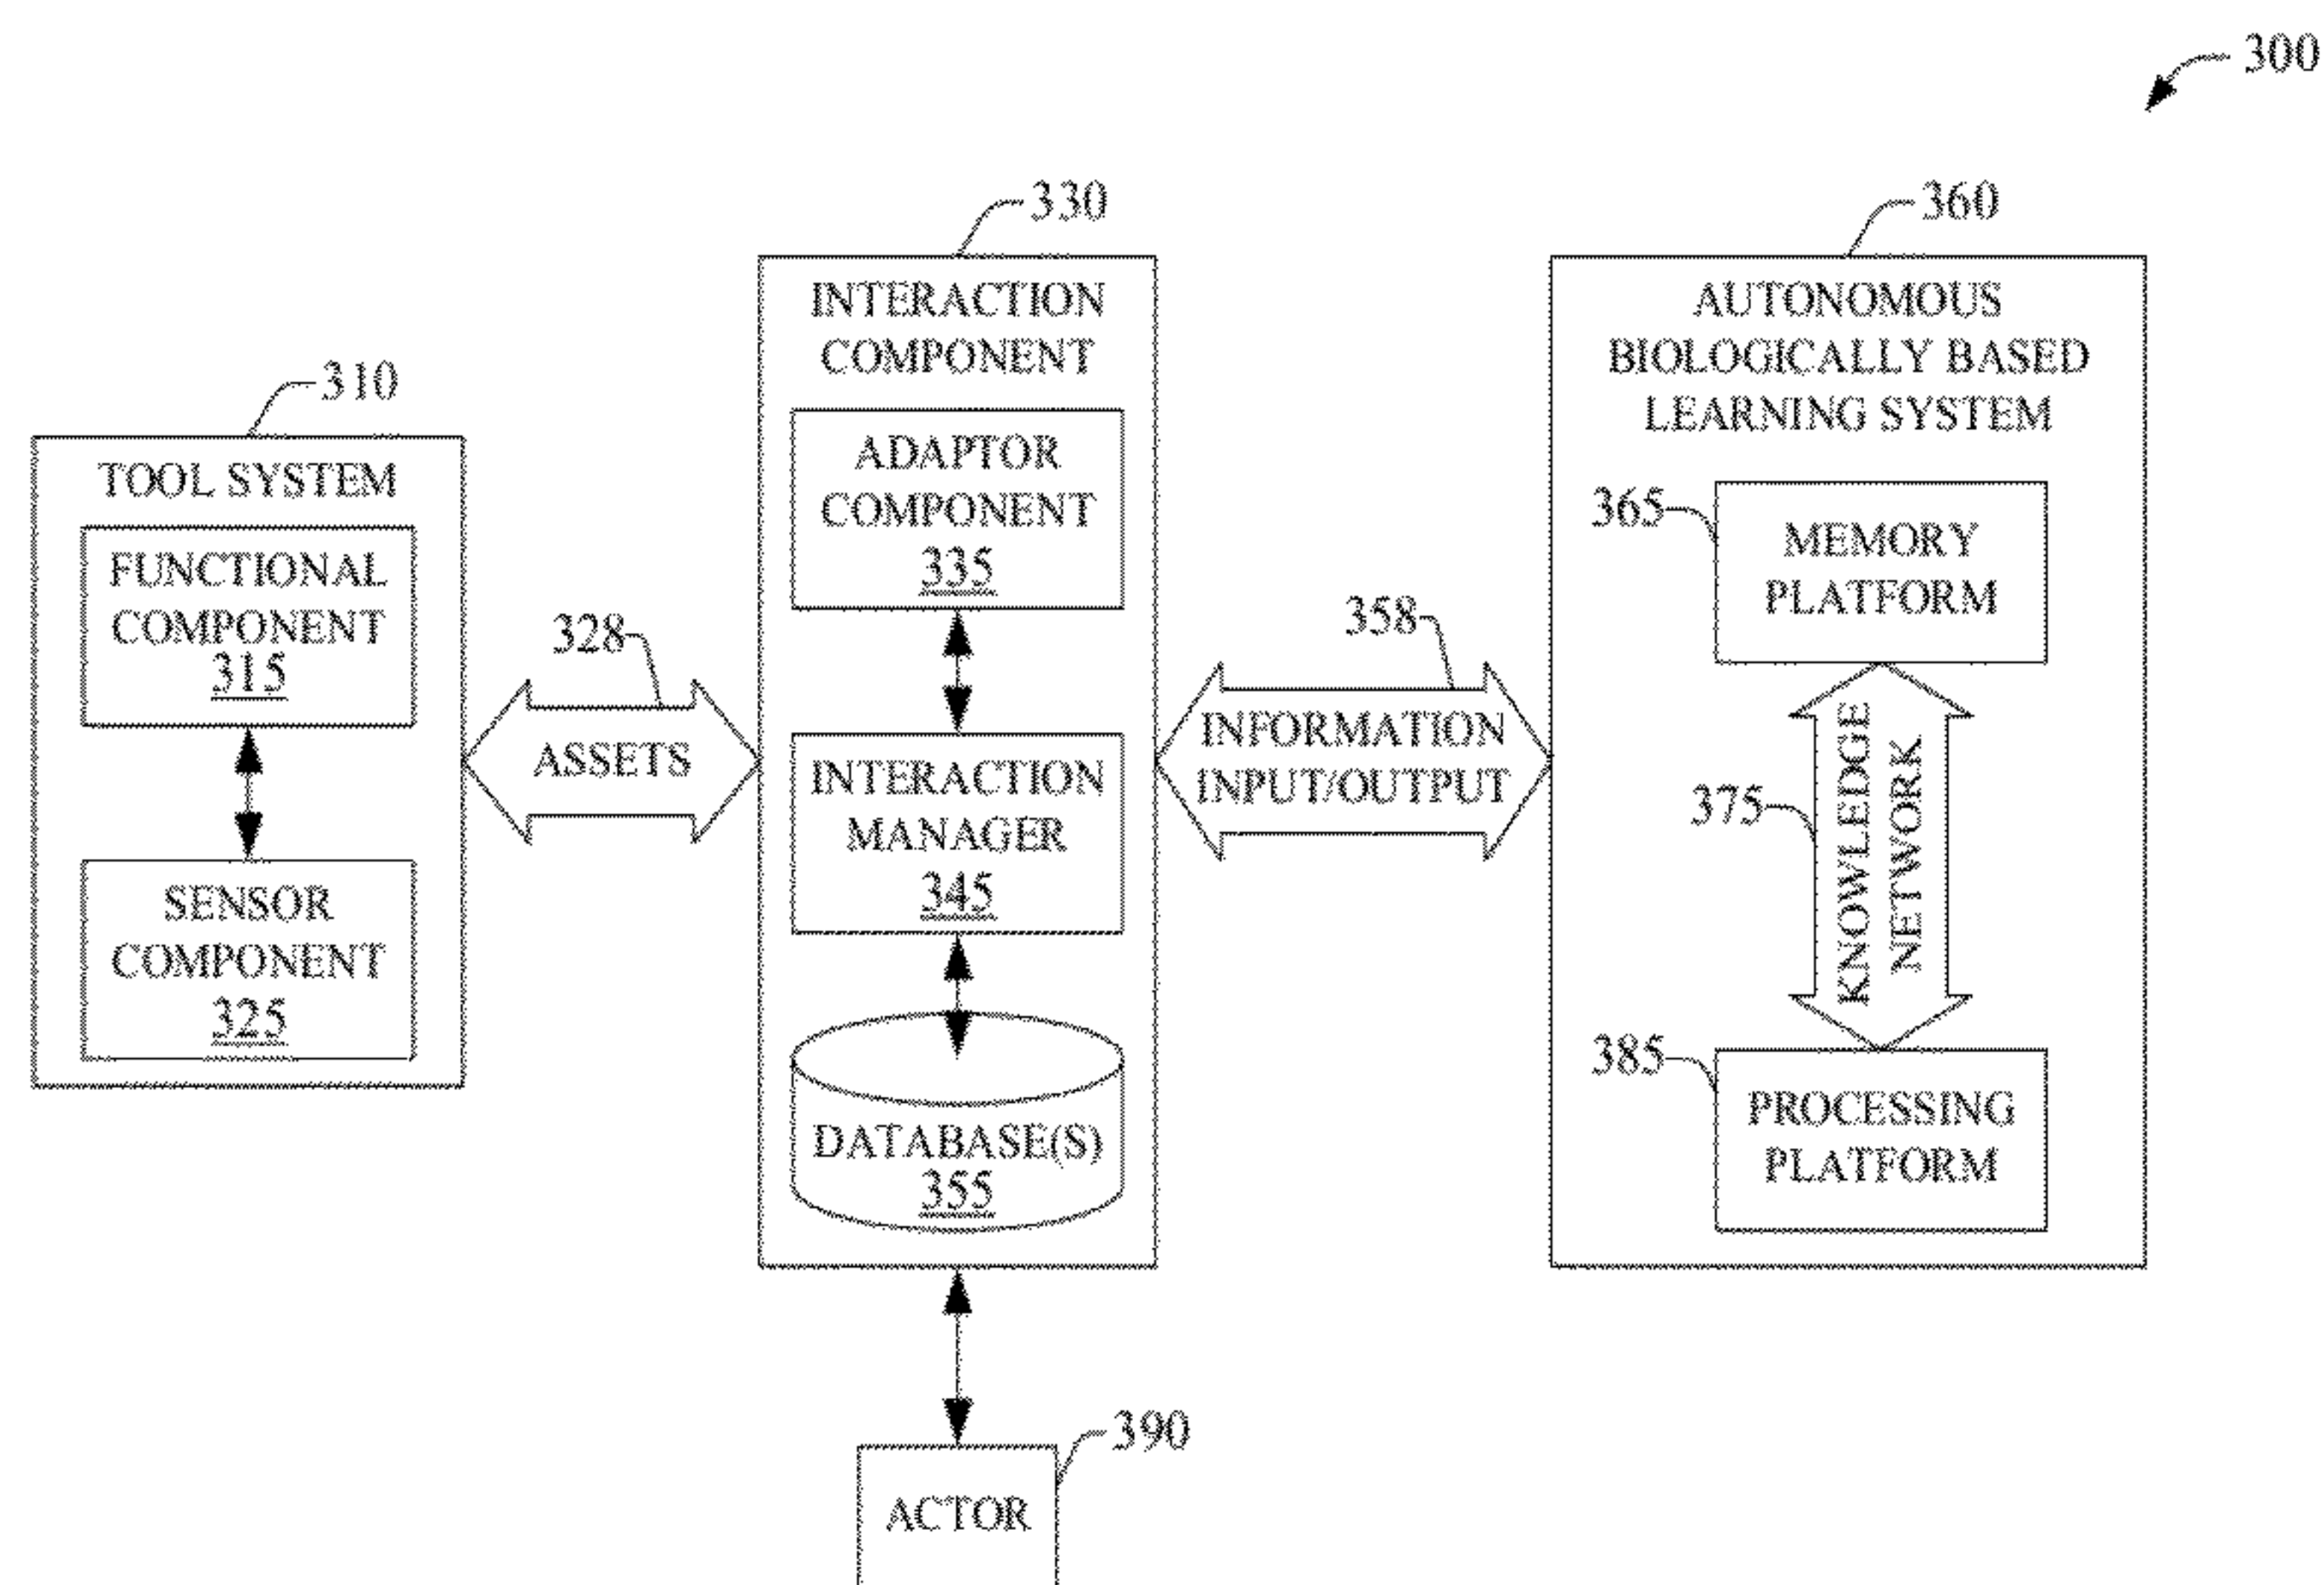 300
330
INTERACTION
COMPONENT
ADAPTOR
COMPONENT
335
INTERACTION
MANAGER
345
DATABASE(S)
355
360
AUTONOMOUS
BIOLOGICALLY BASED
LEARNING SYSTEM
365
MEMORY
PLATFORM
375
KNOWLEDGE
NETWORK
385
PROCESSING
PLATFORM
310
TOOL SYSTEM
FUNCTIONAL
COMPONENT
315
SENSOR
COMPONENT
325
328
ASSETS
358
INFORMATION
INPUT/OUTPUT
390
ACTOR